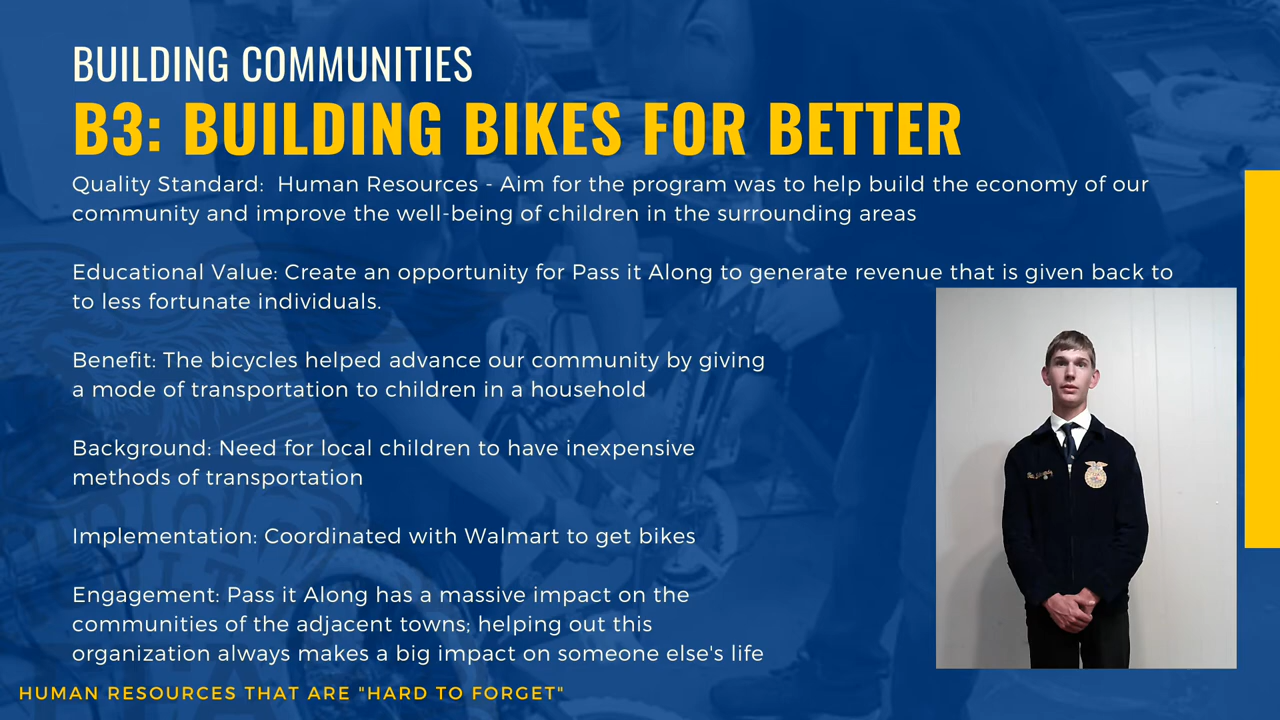 BUILDING COMMUNITIES
B3: BUILDING BIKES FOR BETTER
Quality Standard:  Human Resources - Aim for the program was to help build the economy of our
community and improve the well-being of children in the surrounding areas
Educational Value: Create an opportunity for Pass it Along to generate revenue that is given back to
to less fortunate individuals.
Benefit: The bicycles helped advance our community by giving
a mode of transportation to children in a household
Background: Need for local children to have inexpensive
methods of transportation
Implementation: Coordinated with Walmart to get bikes
Engagement: Pass it Along has a massive impact on the
communities of the adjacent towns; helping out this
organization always makes a big impact on someone else's life
HUMAN RESOURCES THAT ARE "HARD TO FORGET"